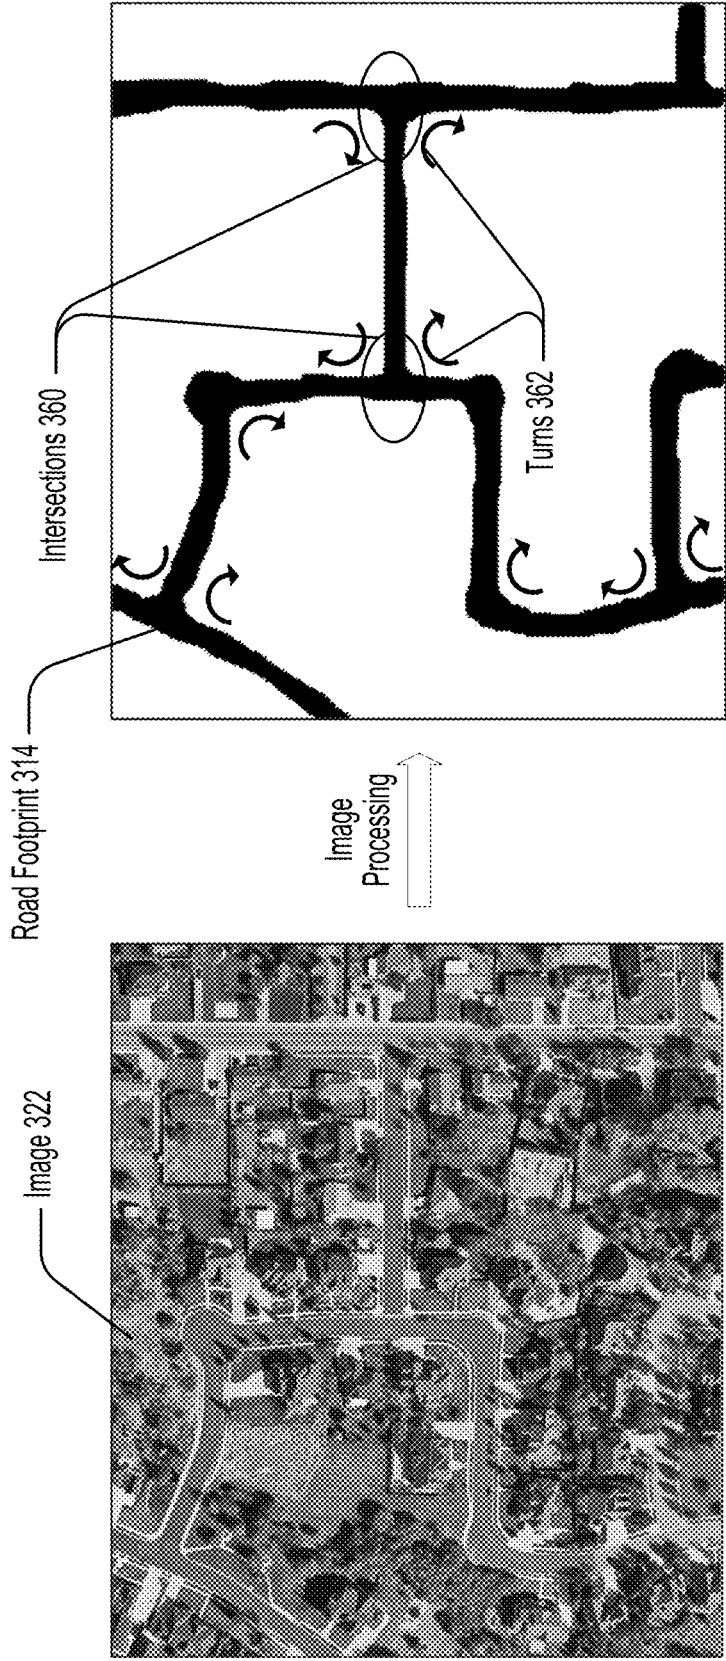 Image 322
Image
Processing
Road Footprint 314
Intersections 360
Turns 362